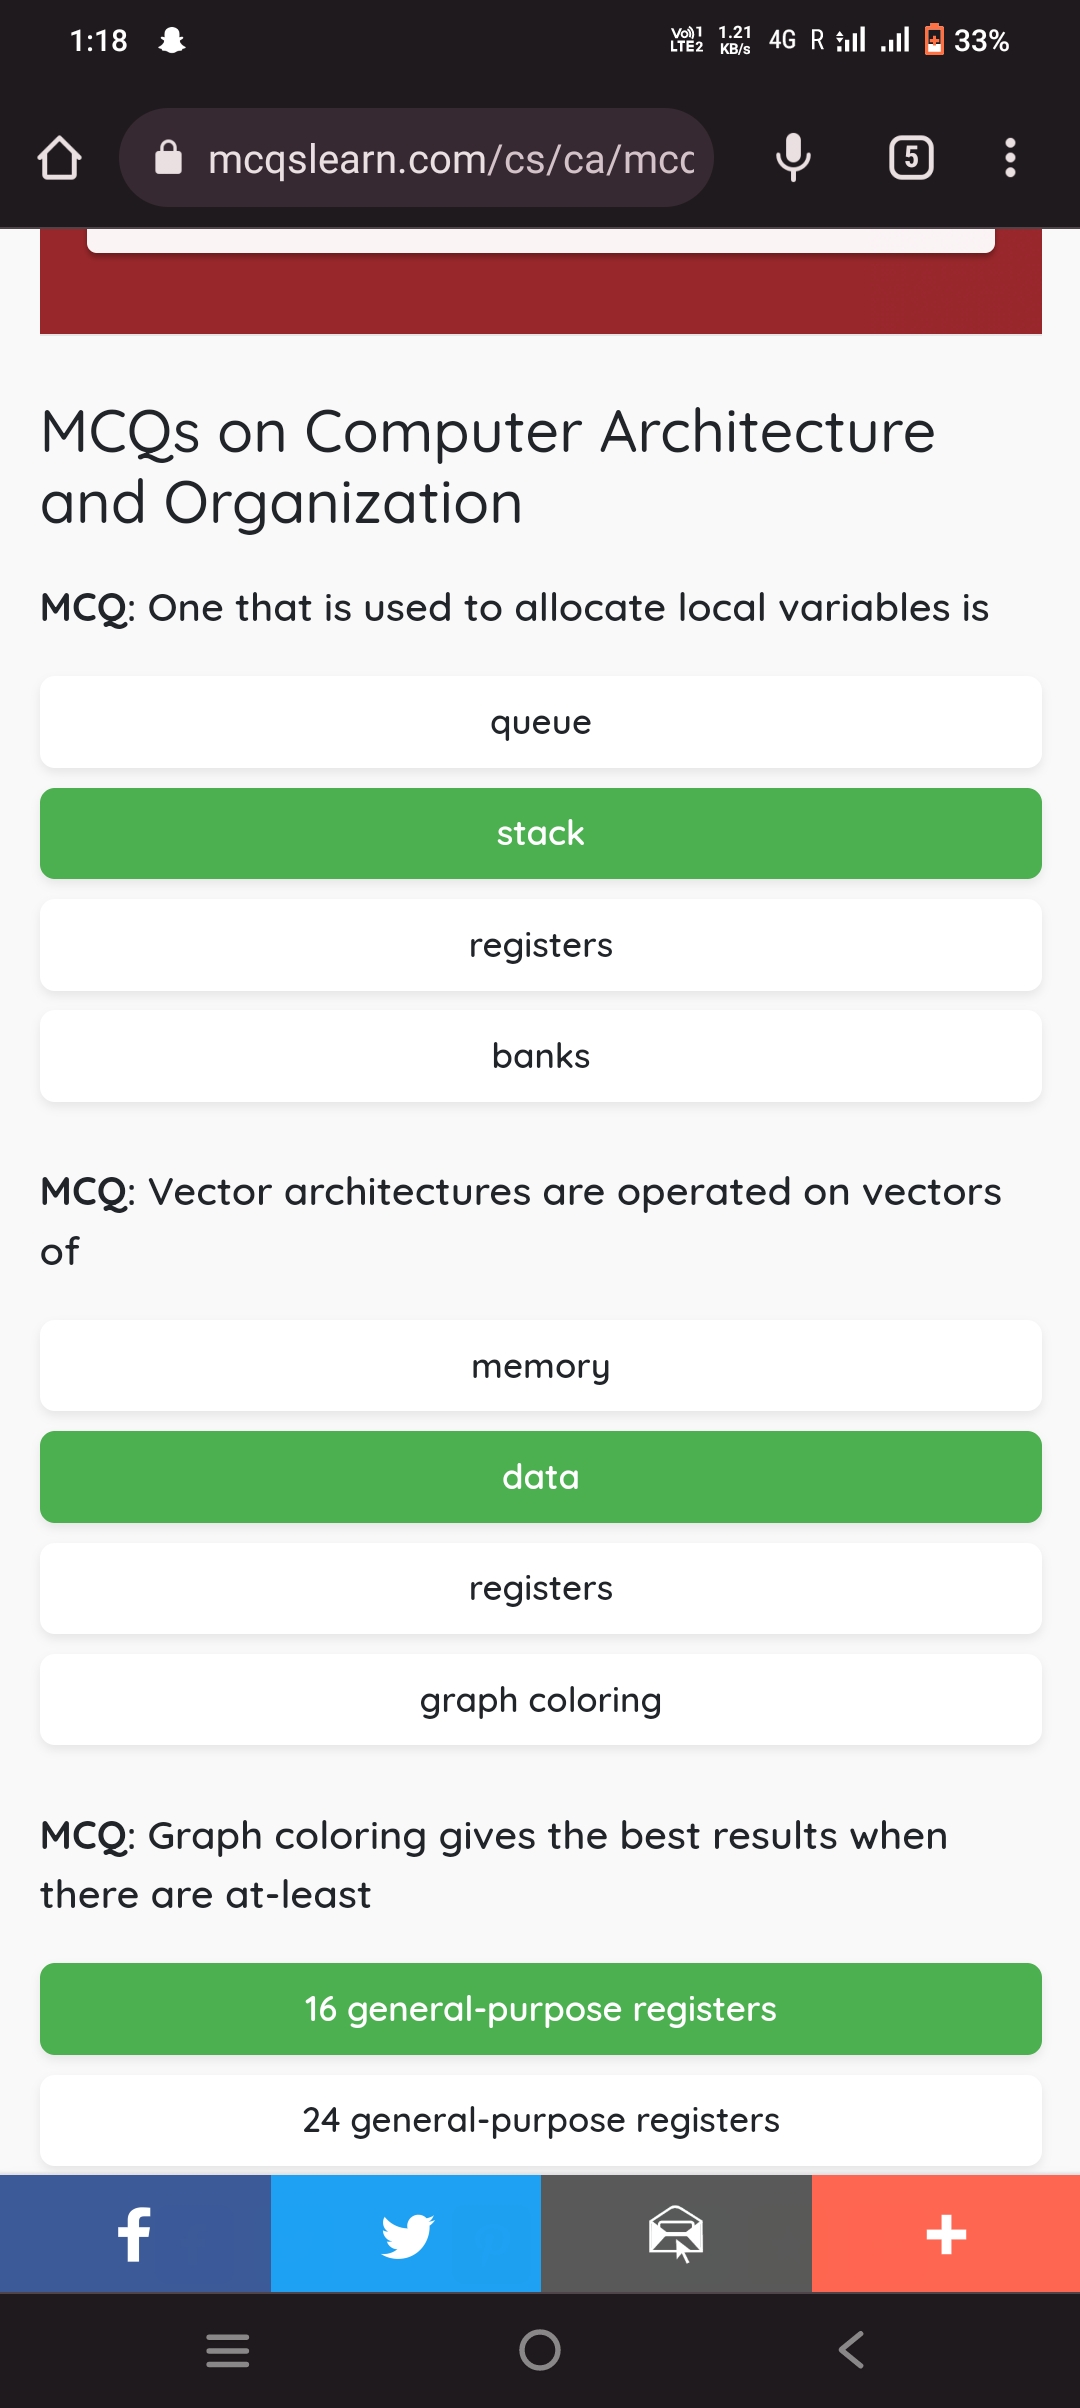 1:18
Vo)) 1
LTE2
1.21
KB/s
4G R
33%
mcqslearn.com/cs/ca/mcc
5
MCQs on Computer Architecture
and Organization
MCQ: One that is used to allocate local variables is
queue
stack
registers
banks
MCQ: Vector architectures are operated on vectors
of
memory
data
registers
graph coloring
MCQ: Graph coloring gives the best results when
there are at-least
16 general-purpose registers
24 general-purpose registers